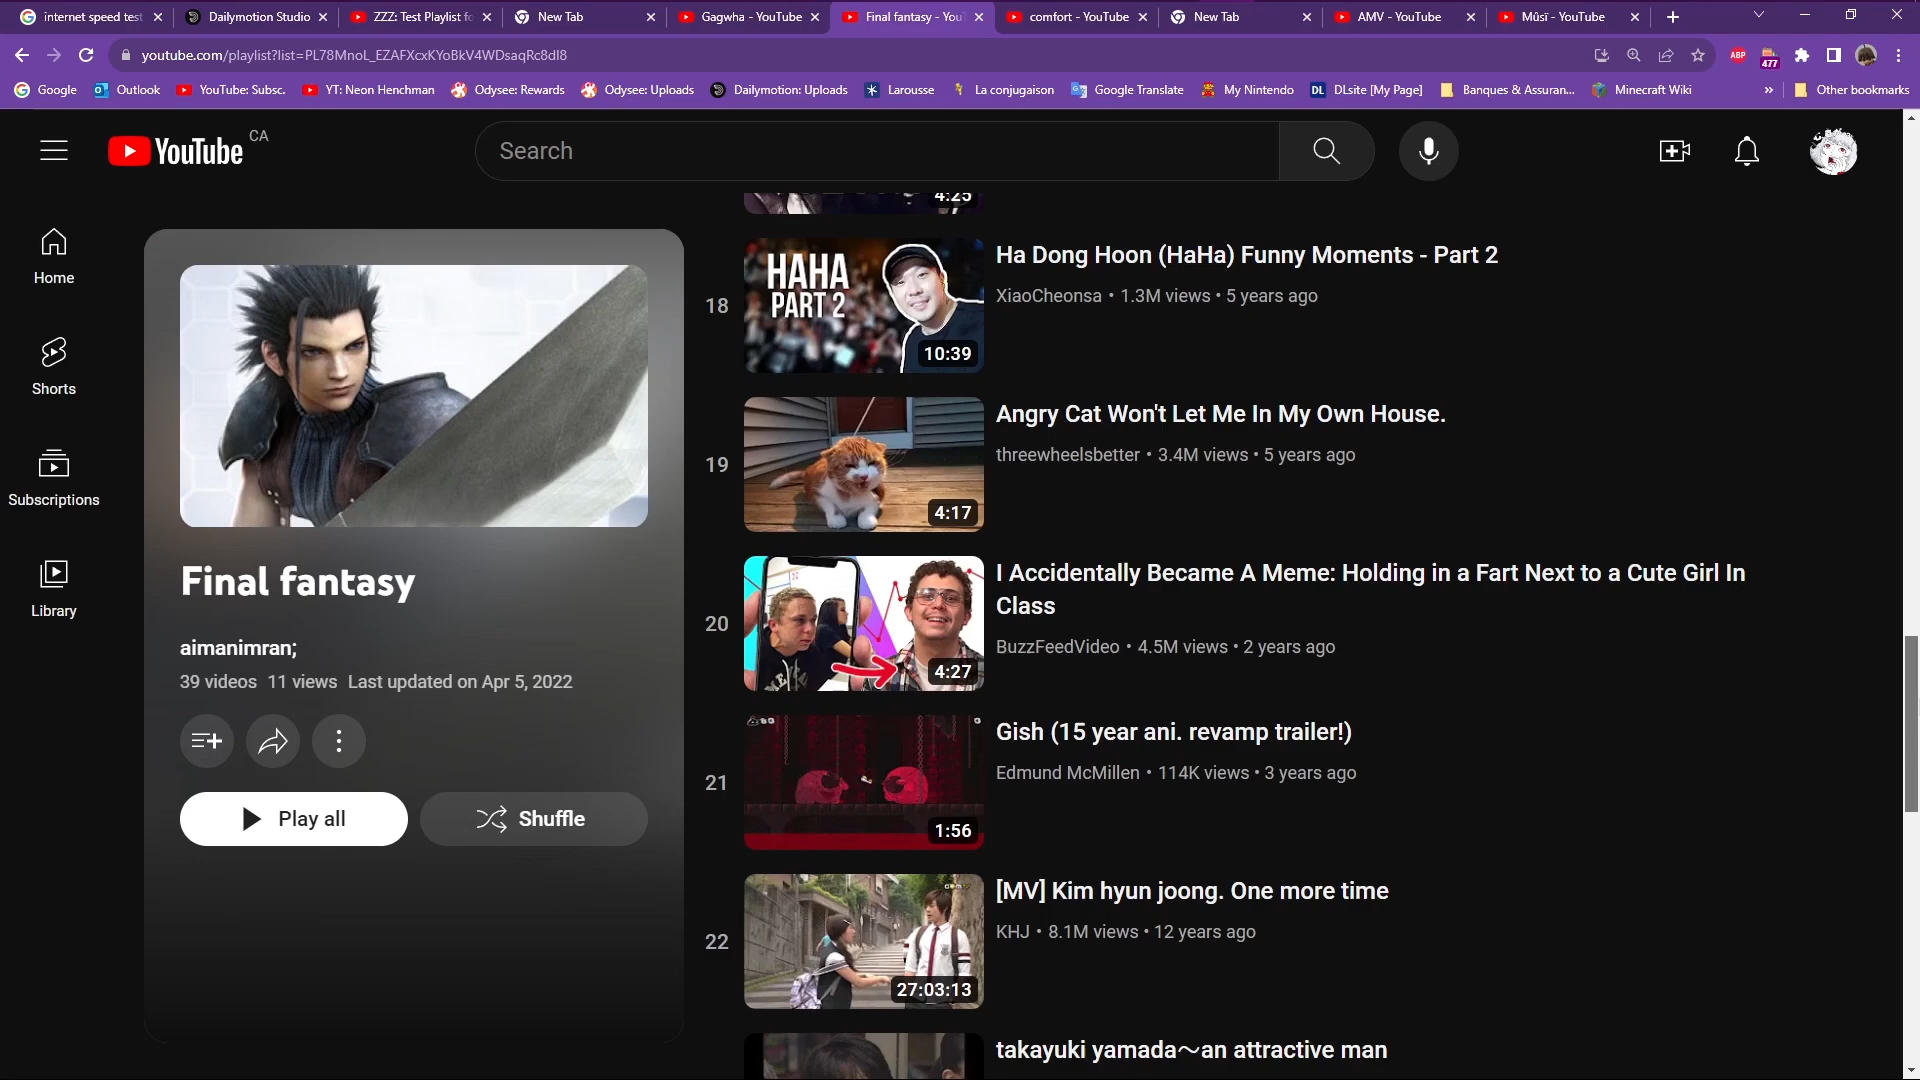 internet speed test
Dailymotion Studio
ZZZ: Test Playlist fo
New Tab
Gagwha - YouTube
Final fantasy - YouT
comfort - YouTube
New Tab
AMV - YouTube
Mûsï - YouTube
youtube.com/playlist?list=PL78MnoL_EZAFXcxKYoBkV4WDsaqRc8dI8
ABP
477
Google
Outlook
YouTube: Subsc.
YT: Neon Henchman
Odysee: Rewards
Odysee: Uploads
Dailymotion: Uploads
Larousse
La conjugaison
Google Translate
My Nintendo
DL DLsite [My Page]
Banques & Assuran...
Minecraft Wiki
»
Other bookmarks
YouTube CA
Search
Home
Shorts
Subscriptions
Library
Final fantasy
aimanimran;
39 videos 11 views Last updated on Apr 5, 2022
Play all
Shuffle
4:25
18
HAHA
PART 2
10:39
Ha Dong Hoon (HaHa) Funny Moments - Part 2
XiaoCheonsa • 1.3M views • 5 years ago
19
4:17
Angry Cat Won't Let Me In My Own House.
threewheelsbetter • 3.4M views • 5 years ago
20
4:27
I Accidentally Became A Meme: Holding in a Fart Next to a Cute Girl In
Class
BuzzFeedVideo • 4.5M views • 2 years ago
21
1:56
Gish (15 year ani. revamp trailer!)
Edmund McMillen • 114K views • 3 years ago
22
27:03:13
[MV] Kim hyun joong. One more time
KHJ • 8.1M views • 12 years ago
takayuki yamada〜an attractive man